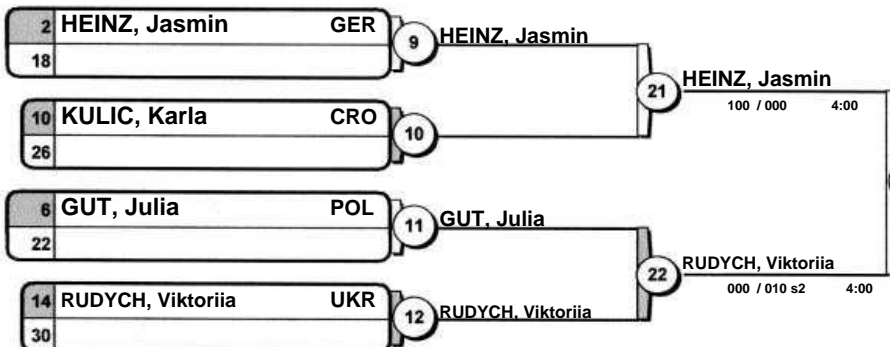 2 HEINZ, Jasmin GER
18
9 HEINZ, Jasmin
10 KULIC, Karla CRO
26
10
21 HEINZ, Jasmin
100 / 000 4:00
6 GUT, Julia POL
22
11 GUT, Julia
14 RUDYCH, Viktoriia UKR
30
12 RUDYCH, Viktoriia
22 RUDYCH, Viktoriia
000 / 010 s2 4:00